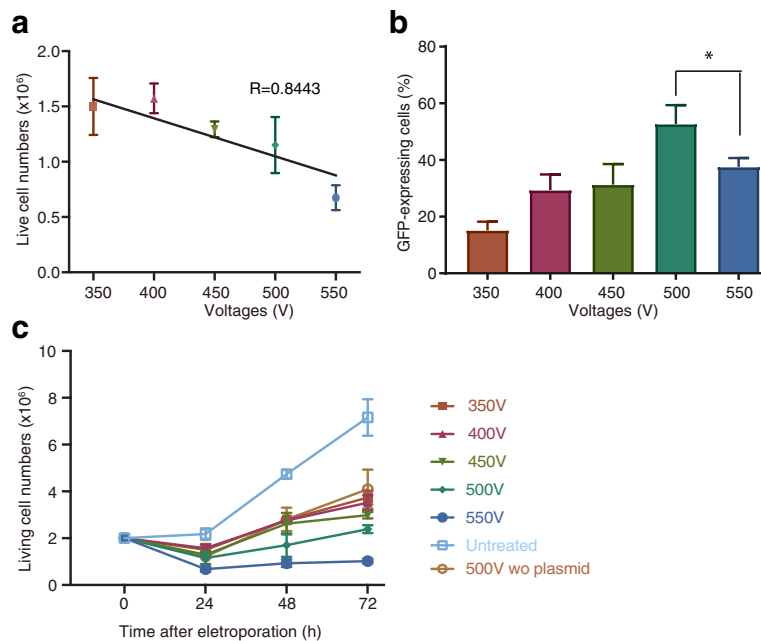 a
Live cell numbers (x10⁶)
2.0
1.5
1.0
0.5
0.0
R=0.8443
350 400 450 500 550
Voltages (V)
b
GFP-expressing cells (%)
80
60
40
20
0
*
350 400 450 500 550
Voltages (V)
c
Living cell numbers (x10⁶)
10
8
6
4
2
0
0 24 48 72
Time after eletroporation (h)
350V
400V
450V
500V
550V
Untreated
500V wo plasmid